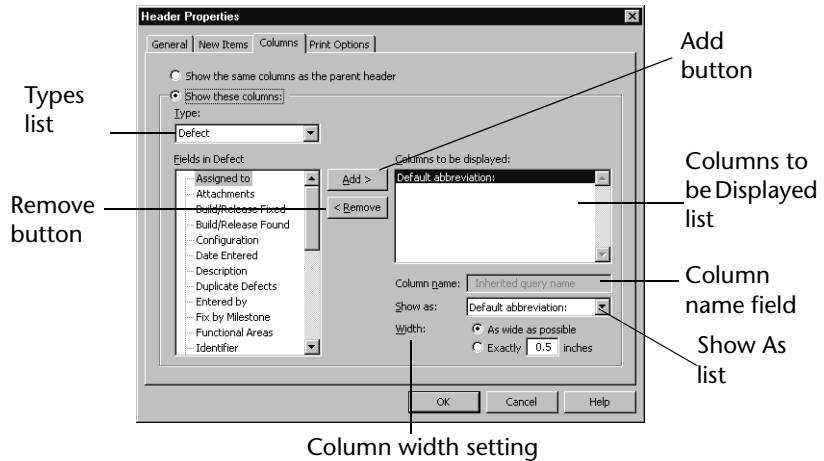 Header Properties
General
New Items
Columns
Print Options
Add
button
Show the same columns as the parent header
Show these columns:
Types
list
Type:
Defect
Fields in Defect
Columns to be displayed:
Assigned to
Attachments
Build/Release Fixed
Build/Release Found
Configuration
Date Entered
Description
Duplicate Defects
Entered by
Fix by Milestone
Functional Areas
Identifier
Add >
< Remove
Default abbreviation:
Columns to
be Displayed
list
Remove
button
Column name:
Inherited query name
Column
name field
Show as:
Default abbreviation:
Width:
As wide as possible
Exactly 0.5 inches
Show As
list
OK
Cancel
Help
Column width setting